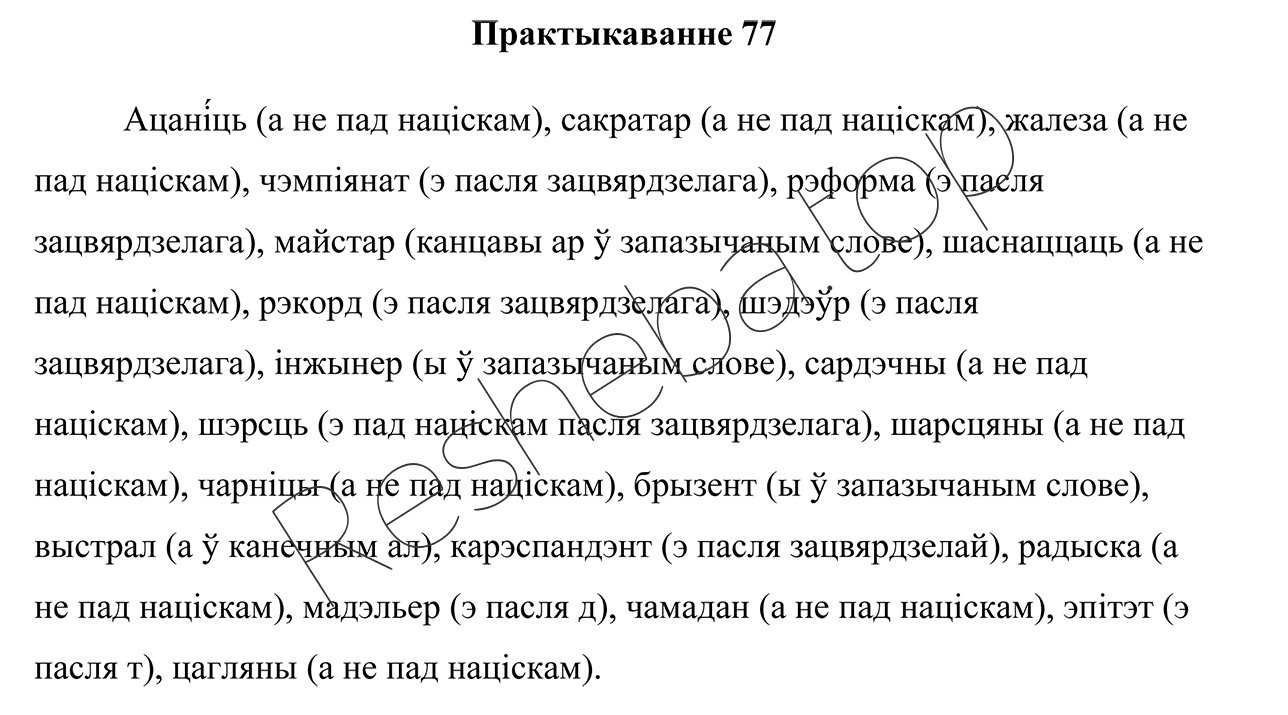 Практыкаванне 77
Ацані́ць (а не пад націскам), сакратар (а не пад націскам), жалеза (а не
пад націскам), чэмпіянат (э пасля зацвярдзелага), рэформа (э пасля
зацвярдзелага), майстар (канцавы ар ў запазычаным слове), шаснаццаць (а не
пад націскам), рэкорд (э пасля зацвярдзелага), шэдэўр (э пасля
зацвярдзелага), інжынер (ы ў запазычаным слове), сардэчны (а не пад
націскам), шэрсць (э пад націскам пасля зацвярдзелага), шарсцяны (а не пад
націскам), чарніцы (а не пад націскам), брызент (ы ў запазычаным слове),
выстрал (а ў канечным ал), карэспандэнт (э пасля зацвярдзелай), радыска (а
не пад націскам), мадэльер (э пасля д), чамадан (а не пад націскам), эпітэт (э
пасля т), цагляны (а не пад націскам).
Resheba.top